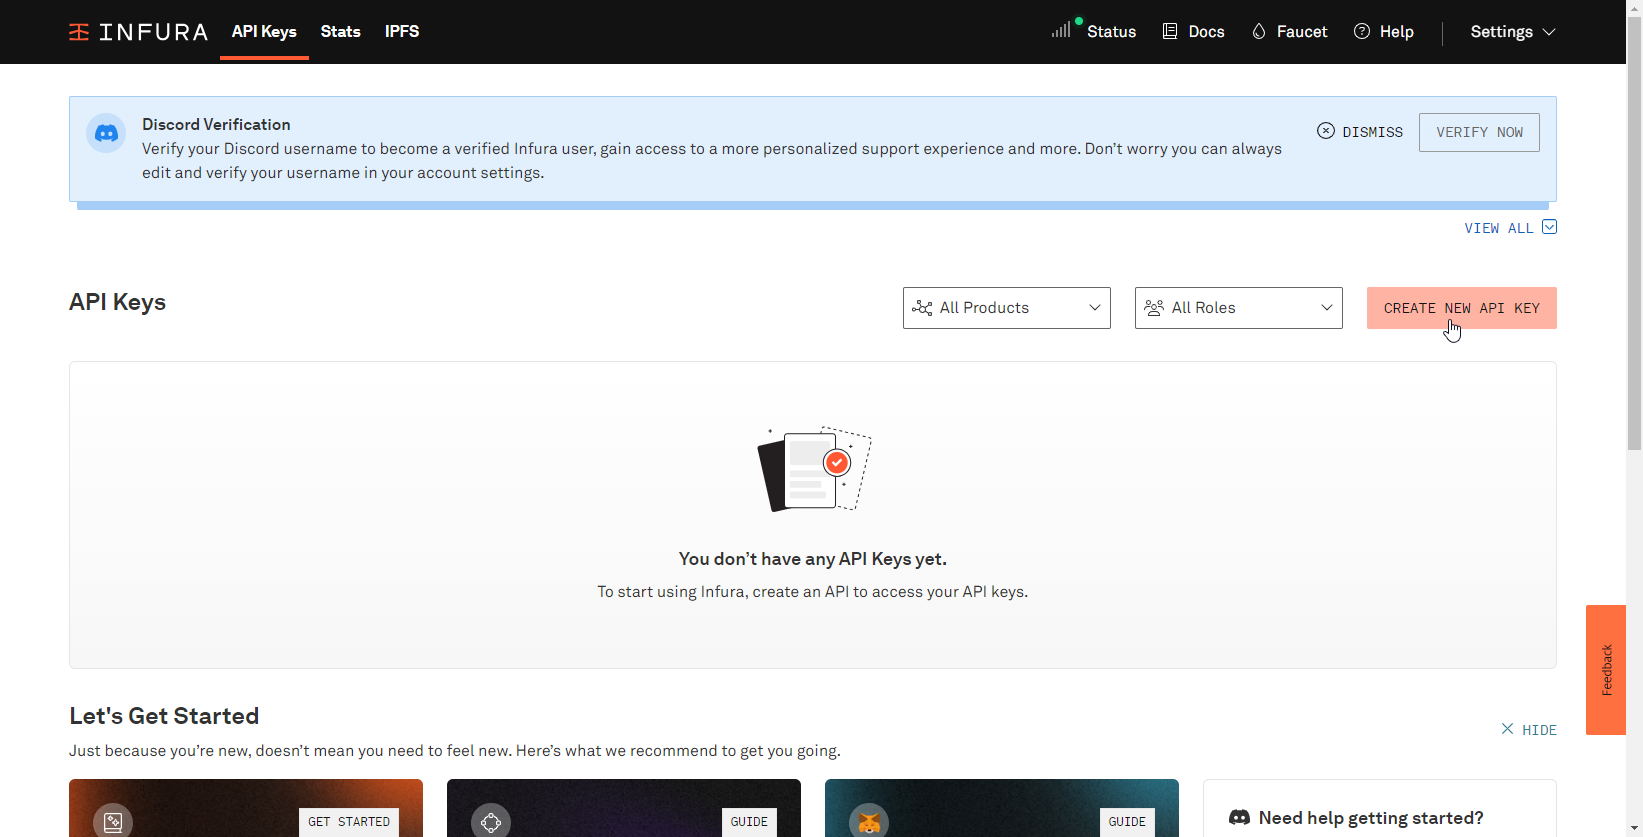 INFURA API Keys Stats IPFS Status Docs Faucet Help Settings
Discord Verification
Verify your Discord username to become a verified Infura user, gain access to a more personalized support experience and more. Don't worry you can always
edit and verify your username in your account settings.
DISMISS VERIFY NOW
VIEW ALL
API Keys All Products All Roles CREATE NEW API KEY
You don't have any API Keys yet.
To start using Infura, create an API to access your API keys.
Feedback
Let's Get Started
HIDE
Just because you're new, doesn't mean you need to feel new. Here's what we recommend to get you going.
GET STARTED GUIDE GUIDE Need help getting started?